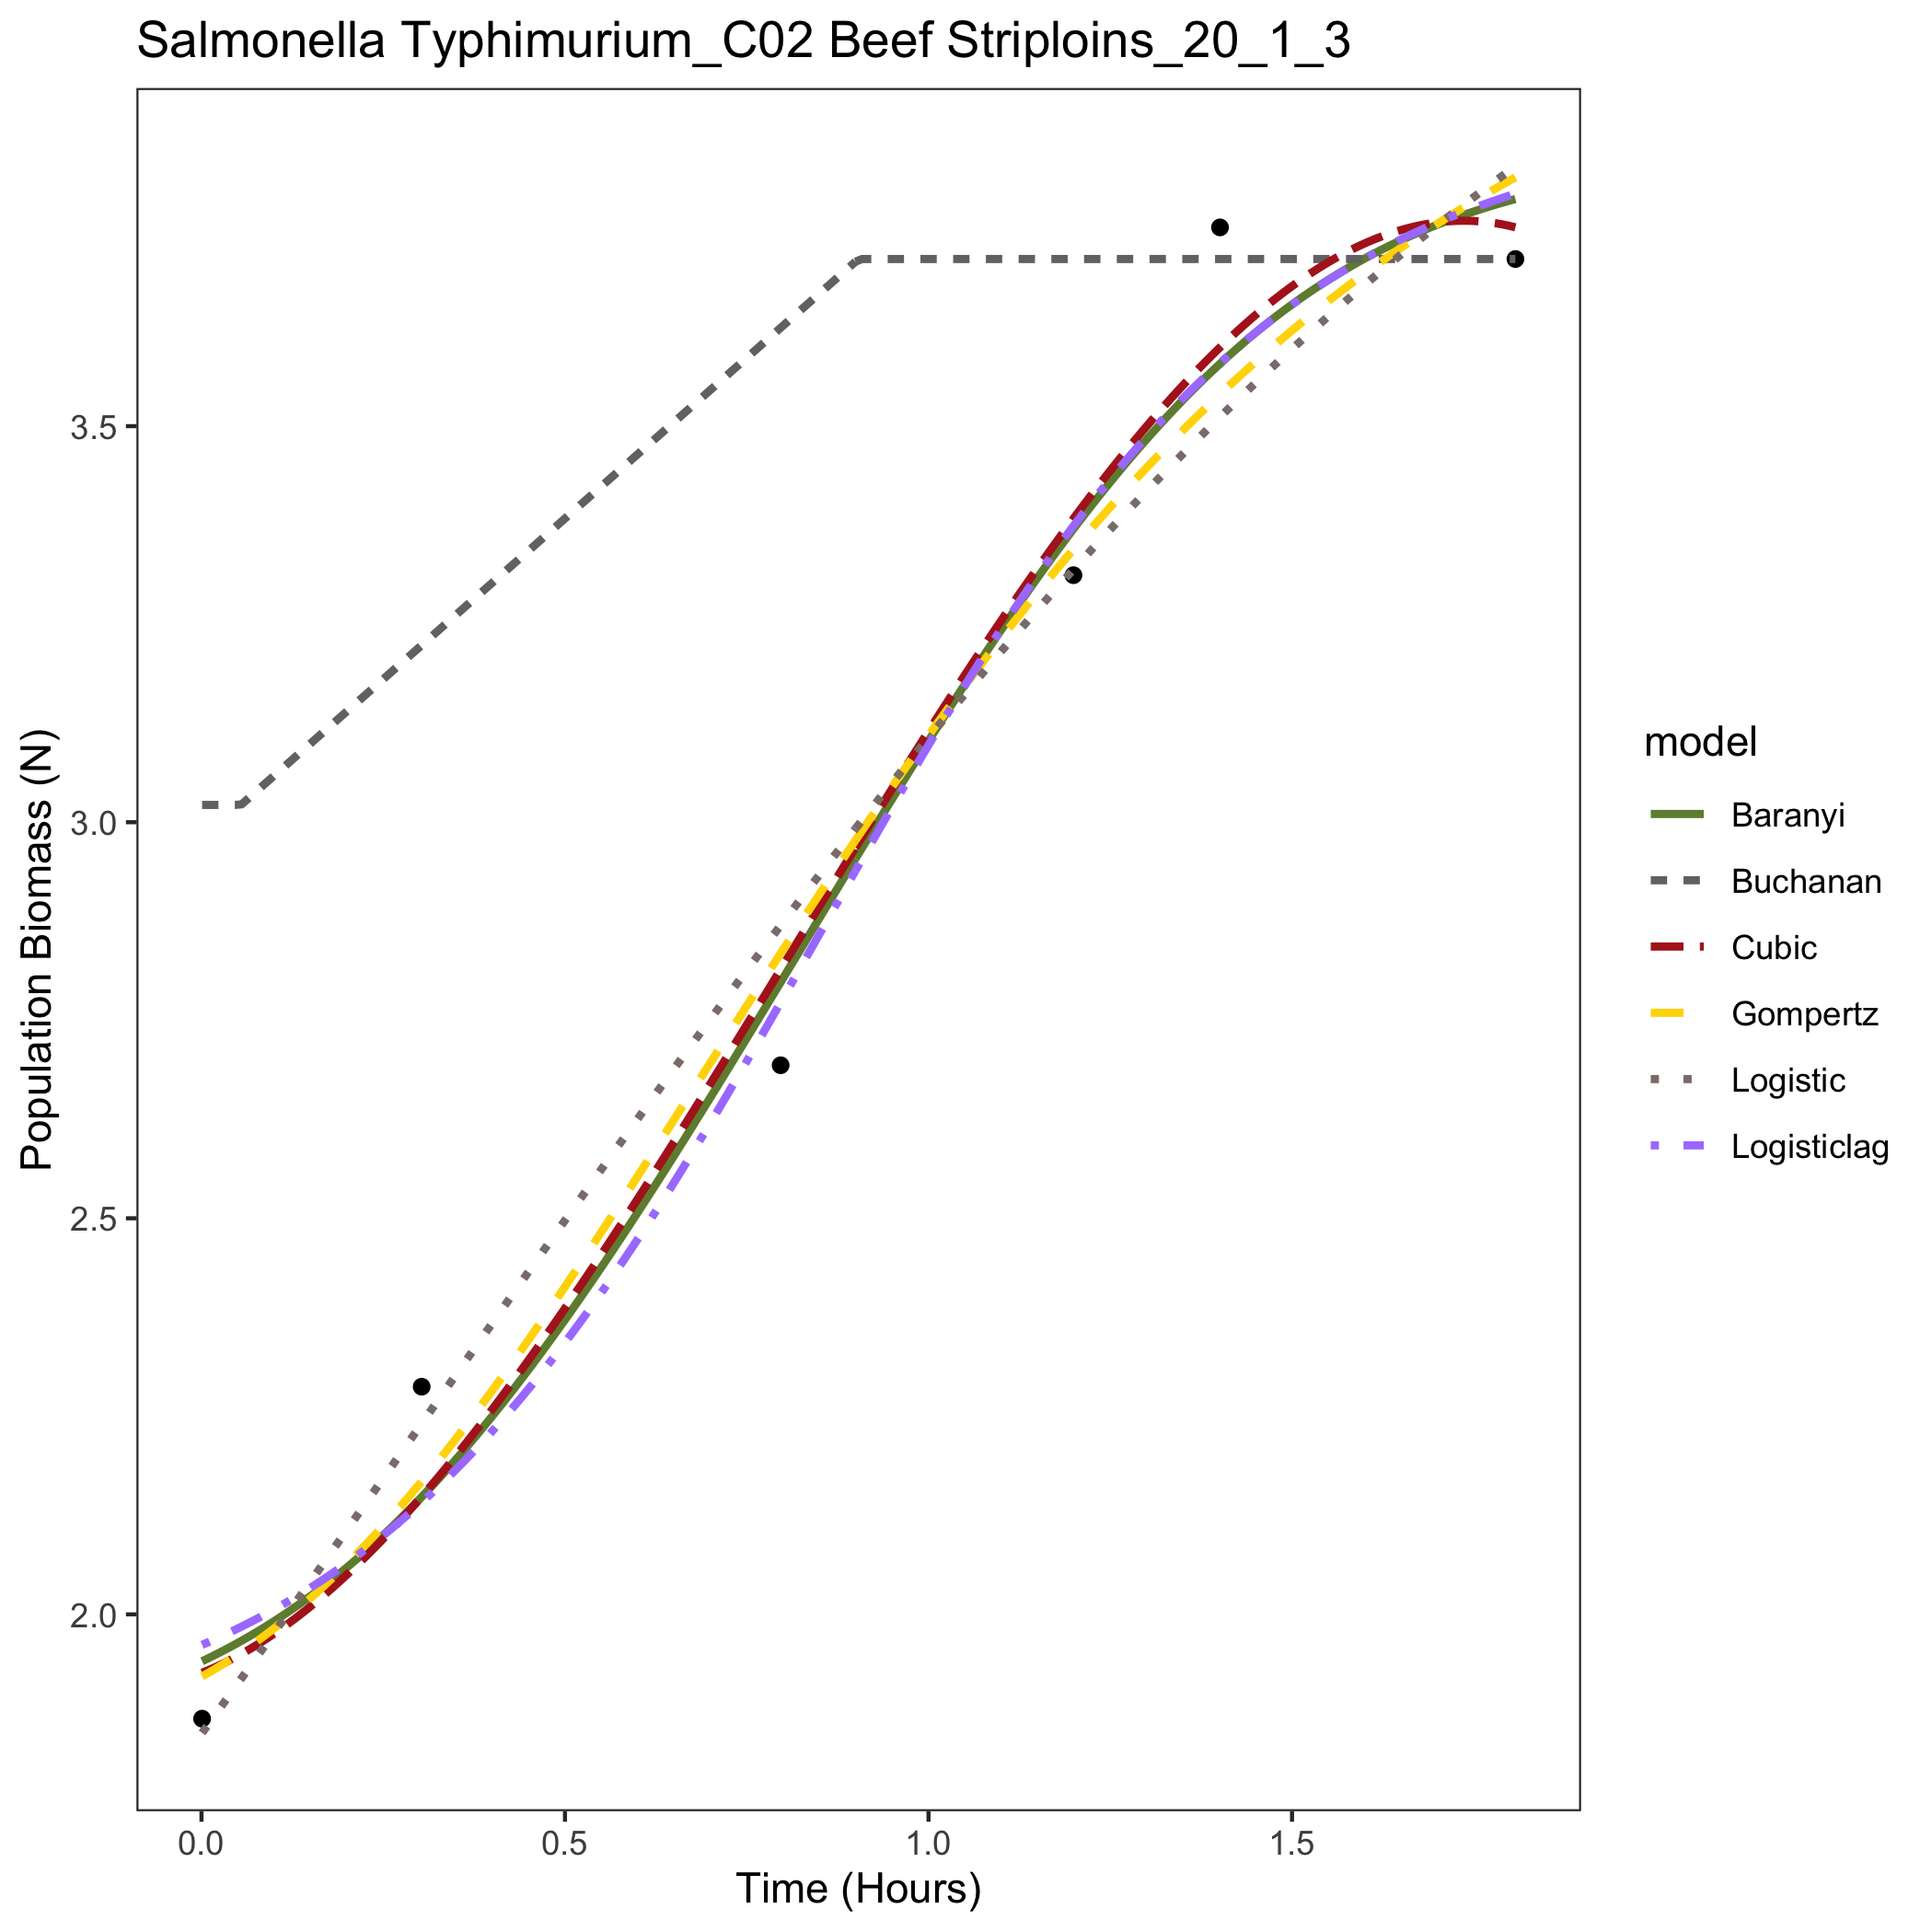 Salmonella Typhimurium_C02 Beef Striploins_20_1_3
Population Biomass (N)
3.5
3.0
2.5
2.0
0.0
0.5
1.0
1.5
Time (Hours)
model
Baranyi
Buchanan
Cubic
Gompertz
Logistic
Logisticlag